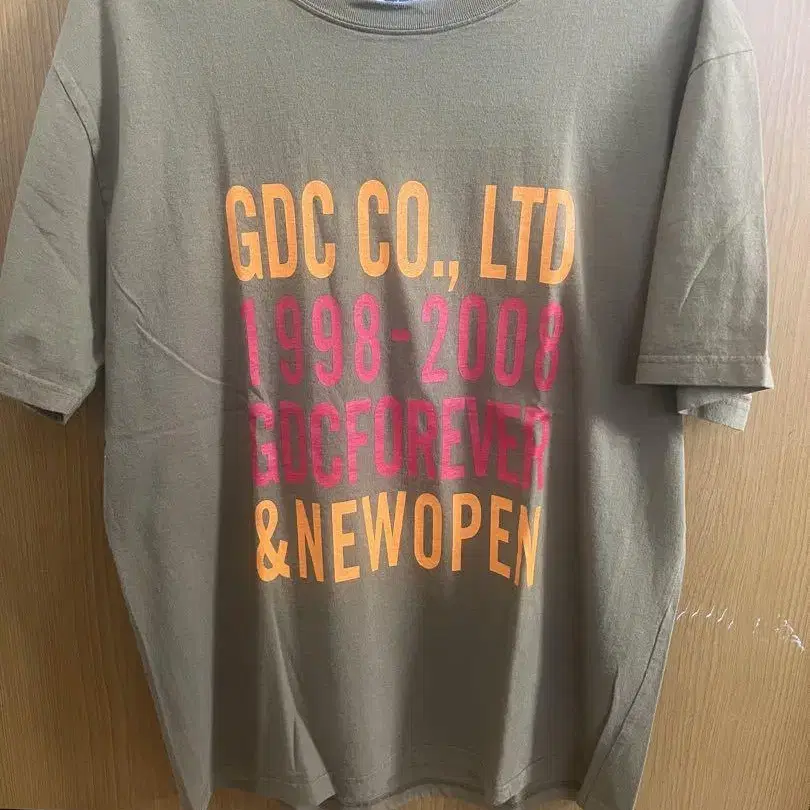 GDC CO., LTD
1998-2008
GDCFOREVER
&NEWOPEN